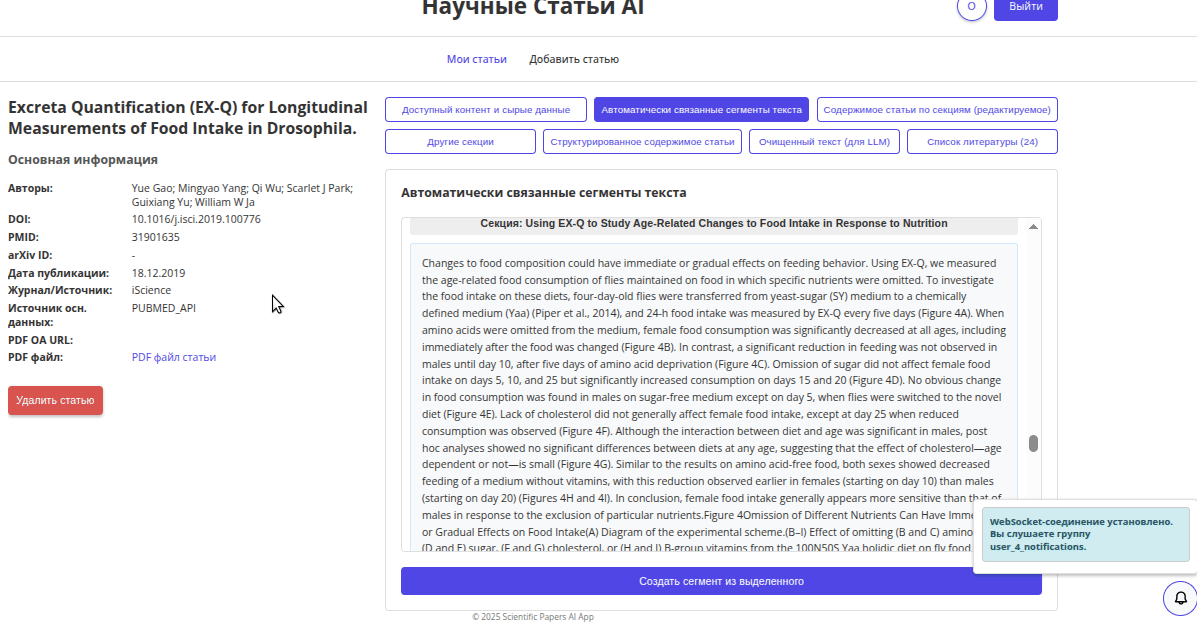 Научные Статьи AI
O
Выйти
Мои статьи
Добавить статью
Excreta Quantification (EX-Q) for Longitudinal
Measurements of Food Intake in Drosophila.
Основная информация
Авторы: Yue Gao; Mingyao Yang; Qi Wu; Scarlet J Park;
Guixiang Yu; William W Ja
DOI: 10.1016/j.isci.2019.100776
PMID: 31901635
arXiv ID: -
Дата публикации: 18.12.2019
Журнал/Источник: iScience
Источник осн. PUBMED_API
данных:
PDF OA URL:
PDF файл: PDF файл статьи
Удалить статью
Доступный контент и сырые данные
Автоматически связанные сегменты текста
Содержимое статьи по секциям (редактируемое)
Другие секции
Структурированное содержимое статьи
Очищенный текст (для LLM)
Список литературы (24)
Автоматически связанные сегменты текста
Секция: Using EX-Q to Study Age-Related Changes to Food Intake in Response to Nutrition
Changes to food composition could have immediate or gradual effects on feeding behavior. Using EX-Q, we measured
the age-related food consumption of flies maintained on food in which specific nutrients were omitted. To investigate
the food intake on these diets, four-day-old flies were transferred from yeast-sugar (SY) medium to a chemically
defined medium (Yaa) (Piper et al., 2014), and 24-h food intake was measured by EX-Q every five days (Figure 4A). When
amino acids were omitted from the medium, female food consumption was significantly decreased at all ages, including
immediately after the food was changed (Figure 4B). In contrast, a significant reduction in feeding was not observed in
males until day 10, after five days of amino acid deprivation (Figure 4C). Omission of sugar did not affect female food
intake on days 5, 10, and 25 but significantly increased consumption on days 15 and 20 (Figure 4D). No obvious change
in food consumption was found in males on sugar-free medium except on day 5, when flies were switched to the novel
diet (Figure 4E). Lack of cholesterol did not generally affect female food intake, except at day 25 when reduced
consumption was observed (Figure 4F). Although the interaction between diet and age was significant in males, post
hoc analyses showed no significant differences between diets at any age, suggesting that the effect of cholesterol—age
dependent or not—is small (Figure 4G). Similar to the results on amino acid-free food, both sexes showed decreased
feeding of a medium without vitamins, with this reduction observed earlier in females (starting on day 10) than males
(starting on day 20) (Figures 4H and 4I). In conclusion, female food intake generally appears more sensitive than that of
males in response to the exclusion of particular nutrients.Figure 4Omission of Different Nutrients Can Have Imme
or Gradual Effects on Food Intake(A) Diagram of the experimental scheme.(B–I) Effect of omitting (B and C) amino
(D and E) sugar, (F and G) cholesterol, or (H and I) B-group vitamins from the 100N50S Yaa holidic diet on fly food
WebSocket-соединение установлено.
Вы слушаете группу
user_4_notifications.
Создать сегмент из выделенного
© 2025 Scientific Papers AI App